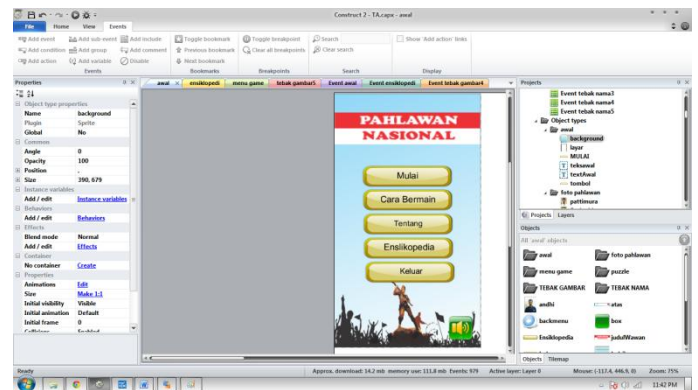 Construct 2 - TA.capx - awal
File Home View Events
Add event Add sub-event Add include Toggle bookmark Toggle breakpoint Search Show 'Add action' links
Add condition Add group Add comment Previous bookmark Clear all breakpoints Clear search
Add action Add variable Disable Next bookmark
Events Bookmarks Breakpoints Search Display
Properties
Object type properties
Name background
Plugin Sprite
Global No
Common
Angle 0
Opacity 100
Position
Size 390, 679
Instance variables
Add / edit Instance variables
Behaviors
Add / edit Behaviors
Effects
Blend mode Normal
Add / edit Effects
Container
No container Create
Properties
Animations Edit
Size Make 1:1
Initial visibility Visible
Initial animation Default
Initial frame 0
Collisions Enabled
awal ensiklopedi menu game tebak gambar5 Event awal Event ensiklopedi Event tebak gambar4
PAHLAWAN
NASIONAL
Mulai
Cara Bermain
Tentang
Enslikopedia
Keluar
Projects
Event tebak nama3
Event tebak nama4
Event tebak nama5
Object types
awal
background
layar
MULAI
teksawal
textAwal
tombol
foto pahlawan
pattimura
Projects Layers
Objects
All 'awal' objects
awal foto pahlawan
menu game puzzle
TEBAK GAMBAR TEBAK NAMA
andhi atas
backmenu box
Ensiklopedia judulWawan
Objects Tilemap
Ready Approx. download: 14.2 mb memory use: 111.8 mb Events: 979 Active layer: Layer 0 Mouse: (-117.4, 446.9, 0) Zoom: 75%
11:42 PM